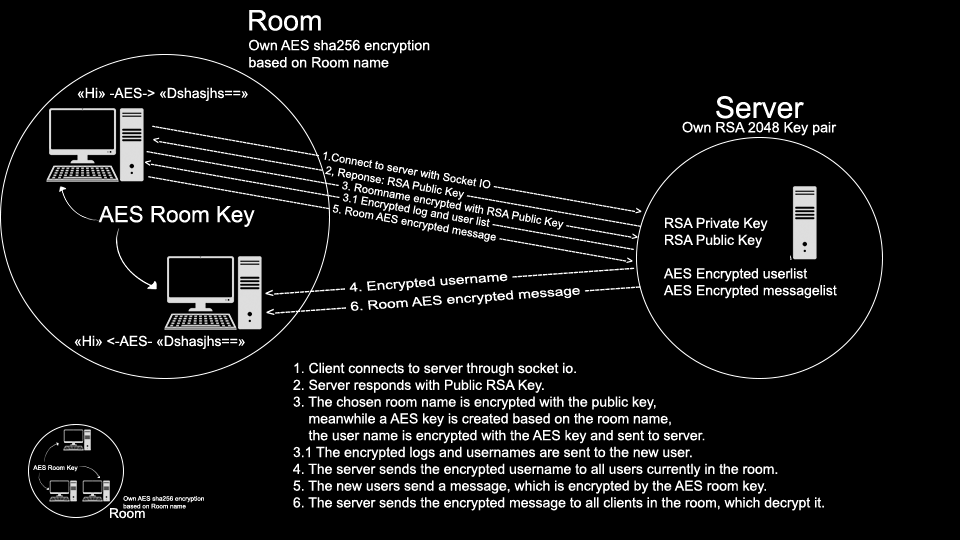 Room
Own AES sha256 encryption
based on Room name
«Hi» -AES-> «Dshasjhs==»
Server
Own RSA 2048 Key pair
1.Connect to server with Socket IO
2, Reponse: RSA Public Key
3. Roomname encrypted with RSA Public Key
3.1 Encrypted log and user list
5. Room AES encrypted message
AES Room Key
RSA Private Key
RSA Public Key
AES Encrypted userlist
AES Encrypted messagelist
4. Encrypted username
6. Room AES encrypted message
«Hi» <-AES- «Dshasjhs==»
1. Client connects to server through socket io.
2. Server responds with Public RSA Key.
3. The chosen room name is encrypted with the public key,
meanwhile a AES key is created based on the room name,
the user name is encrypted with the AES key and sent to server.
3.1 The encrypted logs and usernames are sent to the new user.
4. The server sends the encrypted username to all users currently in the room.
5. The new users send a message, which is encrypted by the AES room key.
6. The server sends the encrypted message to all clients in the room, which decrypt it.
AES Room Key
Own AES sha256 encryption
based on Room name
Room